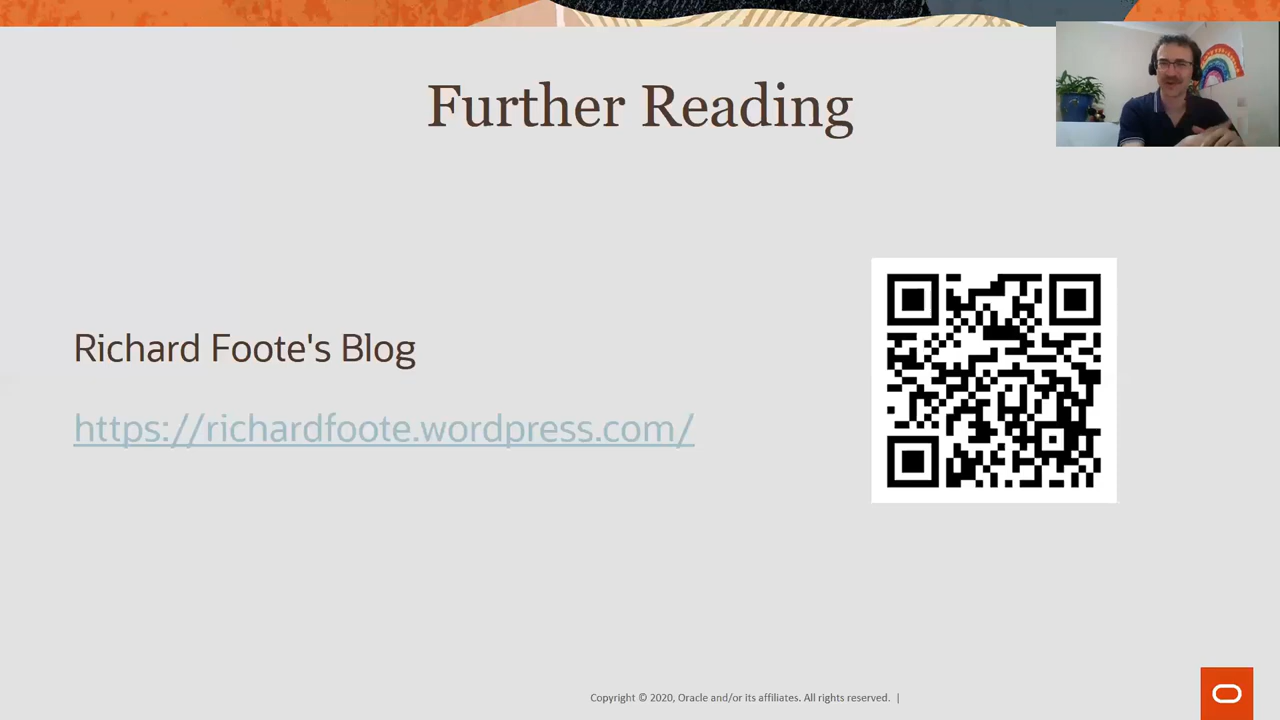 Further Reading
Richard Foote's Blog
https://richardfoote.wordpress.com/
Copyright © 2020, Oracle and/or its affiliates. All rights reserved. |